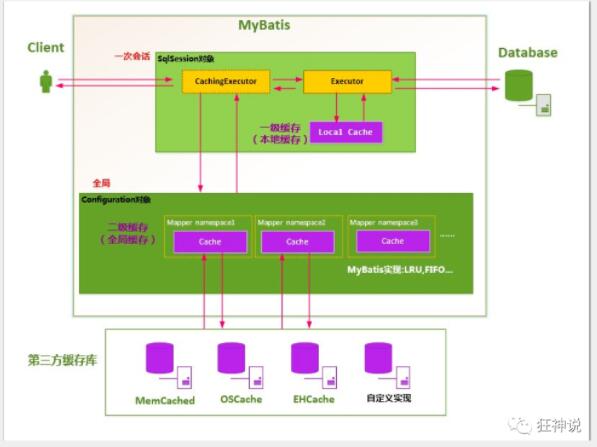 MyBatis
Client
一次会话
SqlSession对象
Database
CachingExecutor
Executor
一级缓存
（本地缓存）
Local Cache
全局
Configuration对象
二级缓存
（全局缓存）
Mapper namespace1
Mapper namespace2
Mapper namespace3
Cache
Cache
Cache
......
MyBatis实现:LRU,FIFO...
第三方缓存库
MemCached
OSCache
EHCache
自定义实现
狂神说